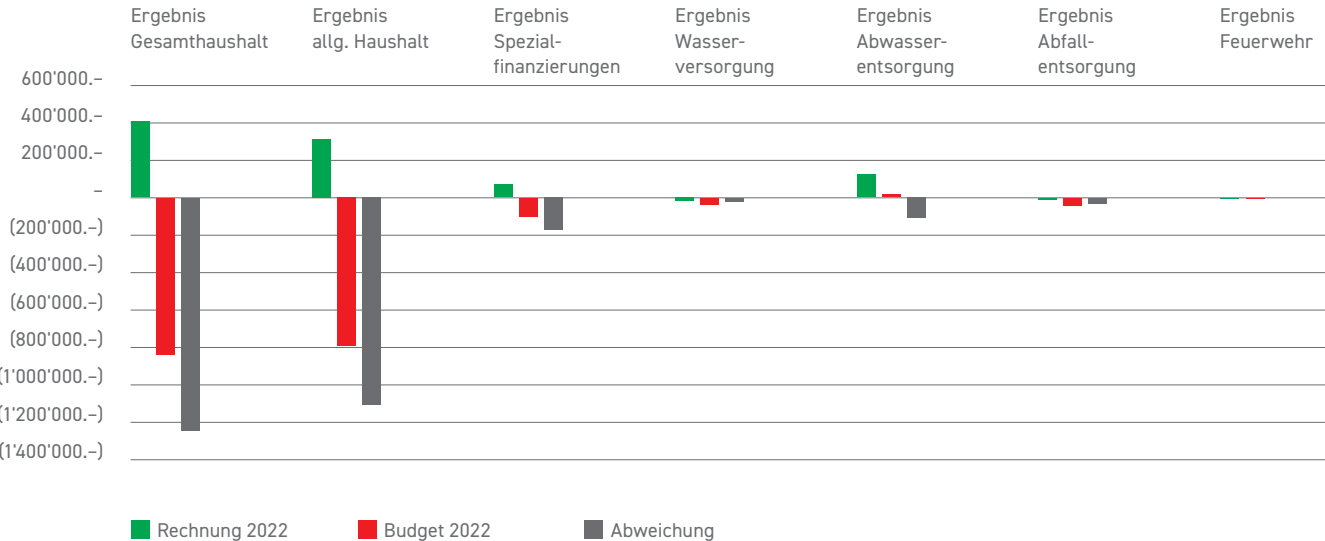 Ergebnis
Gesamthaushalt
Ergebnis
allg. Haushalt
Ergebnis
Spezial-
finanzierungen
Ergebnis
Wasser-
versorgung
Ergebnis
Abwasser-
entsorgung
Ergebnis
Abfall-
entsorgung
Ergebnis
Feuerwehr
600'000.–
400'000.–
200'000.–
–
(200'000.–)
(400'000.–)
(600'000.–)
(800'000.–)
(1'000'000.–)
(1'200'000.–)
(1'400'000.–)
Rechnung 2022
Budget 2022
Abweichung